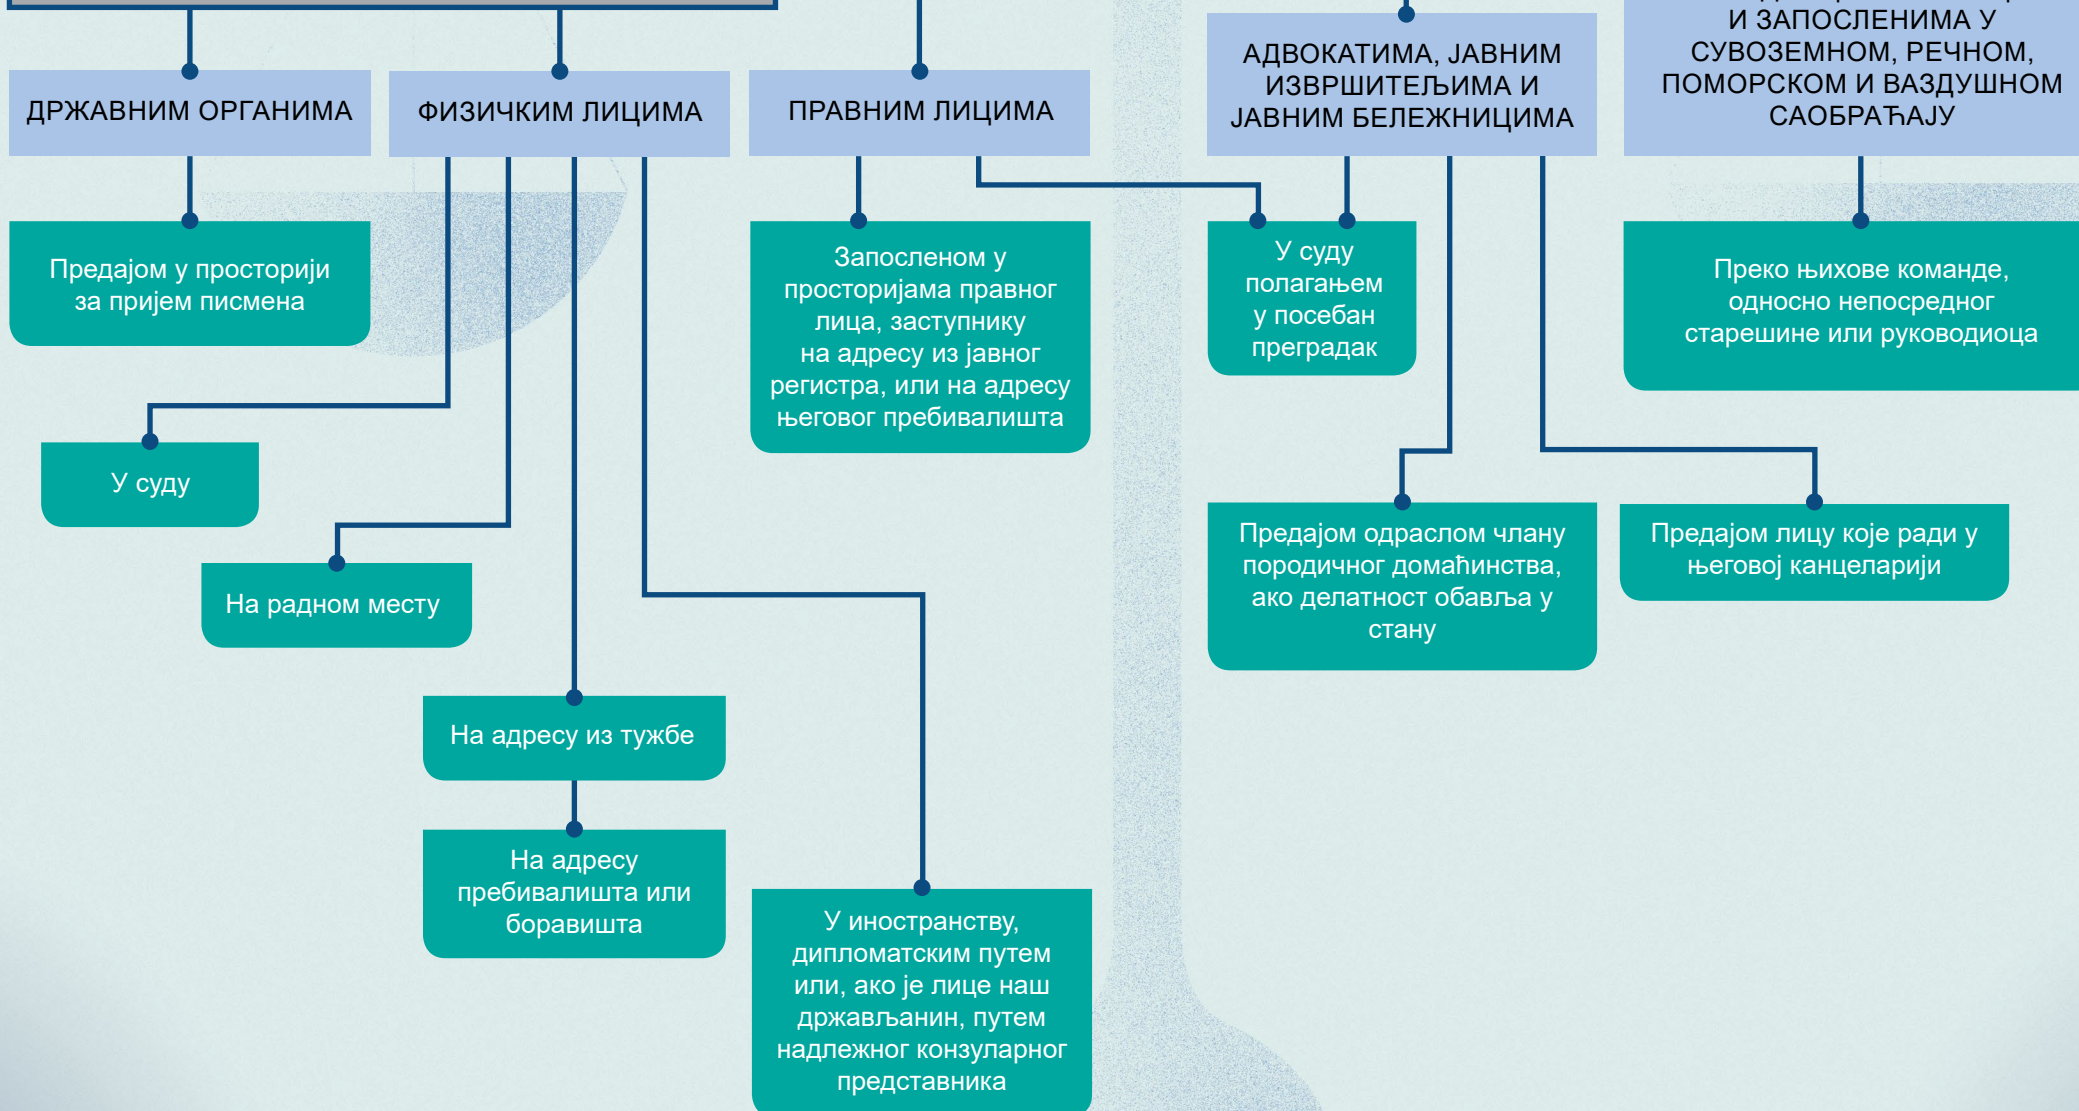 ДРЖАВНИМ ОРГАНИМА
ФИЗИЧКИМ ЛИЦИМА
ПРАВНИМ ЛИЦИМА
АДВОКАТИМА, ЈАВНИМ
ИЗВРШИТЕЉИМА И
ЈАВНИМ БЕЛЕЖНИЦИМА
И ЗАПОСЛЕНИМА У
СУВОЗЕМНОМ, РЕЧНОМ,
ПОМОРСКОМ И ВАЗДУШНОМ
САОБРАЋАЈУ
Предајом у просторији
за пријем писмена
Запосленом у
просторијама правног
лица, заступнику
на адресу из јавног
регистра, или на адресу
његовог пребивалишта
У суду
полагањем
у посебан
преградак
Преко њихове команде,
односно непосредног
старешине или руководиоца
У суду
На радном месту
Предајом одраслом члану
породичног домаћинства,
ако делатност обавља у
стану
Предајом лицу које ради у
његовој канцеларији
На адресу из тужбе
На адресу
пребивалишта или
боравишта
У иностранству,
дипломатским путем
или, ако је лице наш
држављанин, путем
надлежног конзуларног
представника